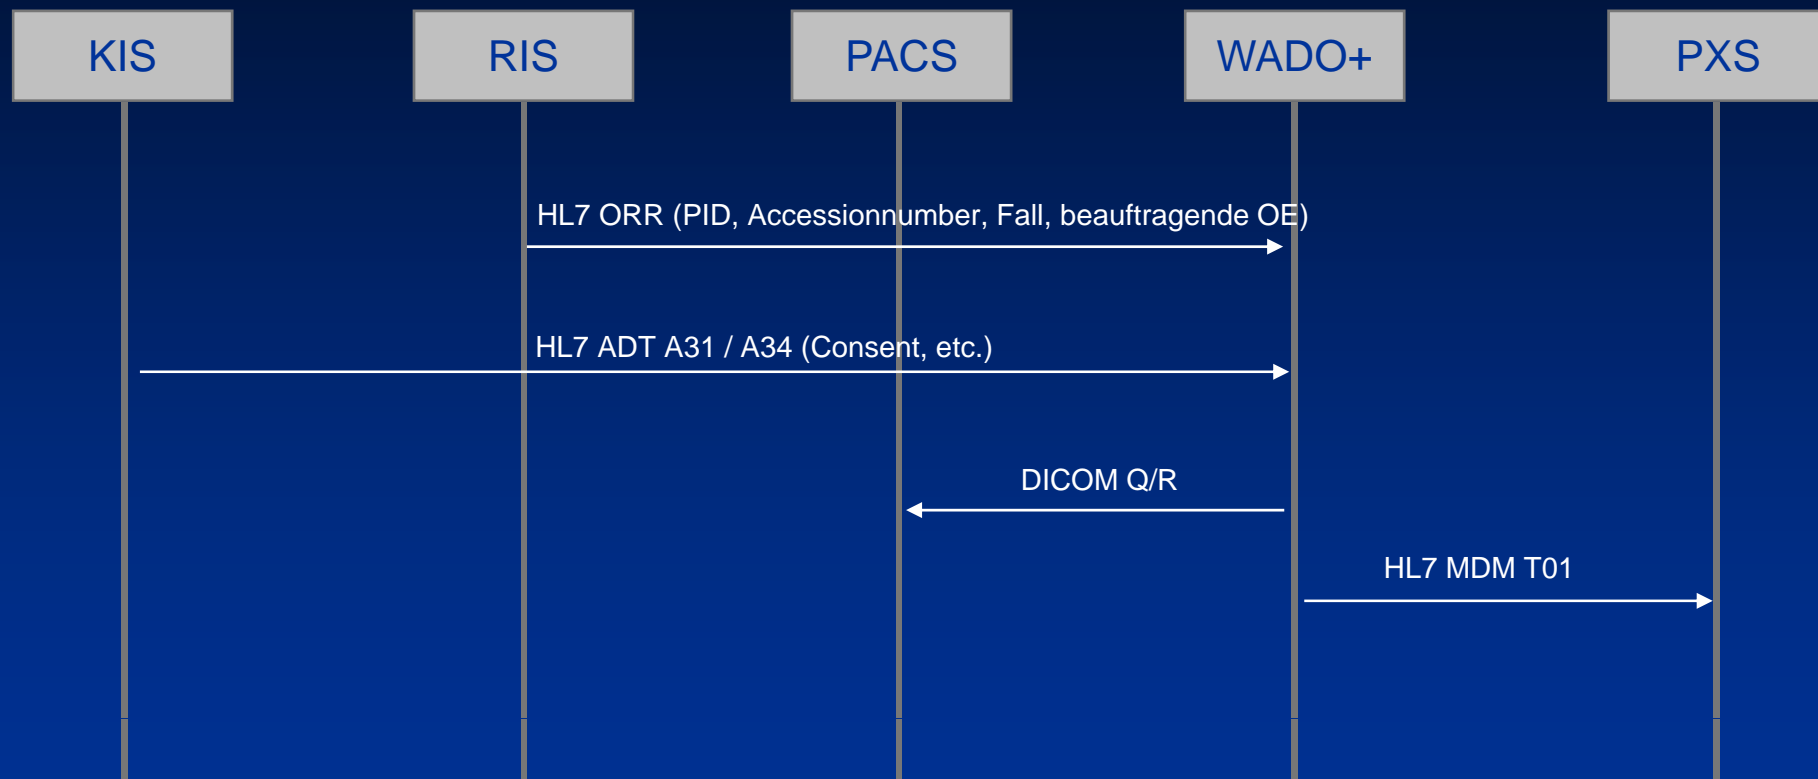 KIS
RIS
PACS
WADO+
PXS
HL7 ORR (PID, Accessionnumber, Fall, beauftragende OE)
HL7 ADT A31 / A34 (Consent, etc.)
DICOM Q/R
HL7 MDM T01